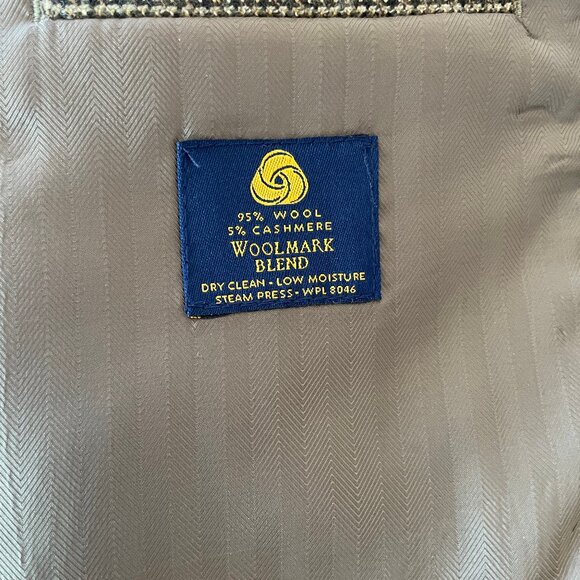 95% WOOL
5% CASHMERE
WOOLMARK
BLEND
DRY CLEAN - LOW MOISTURE
STEAM PRESS - WPL 8046